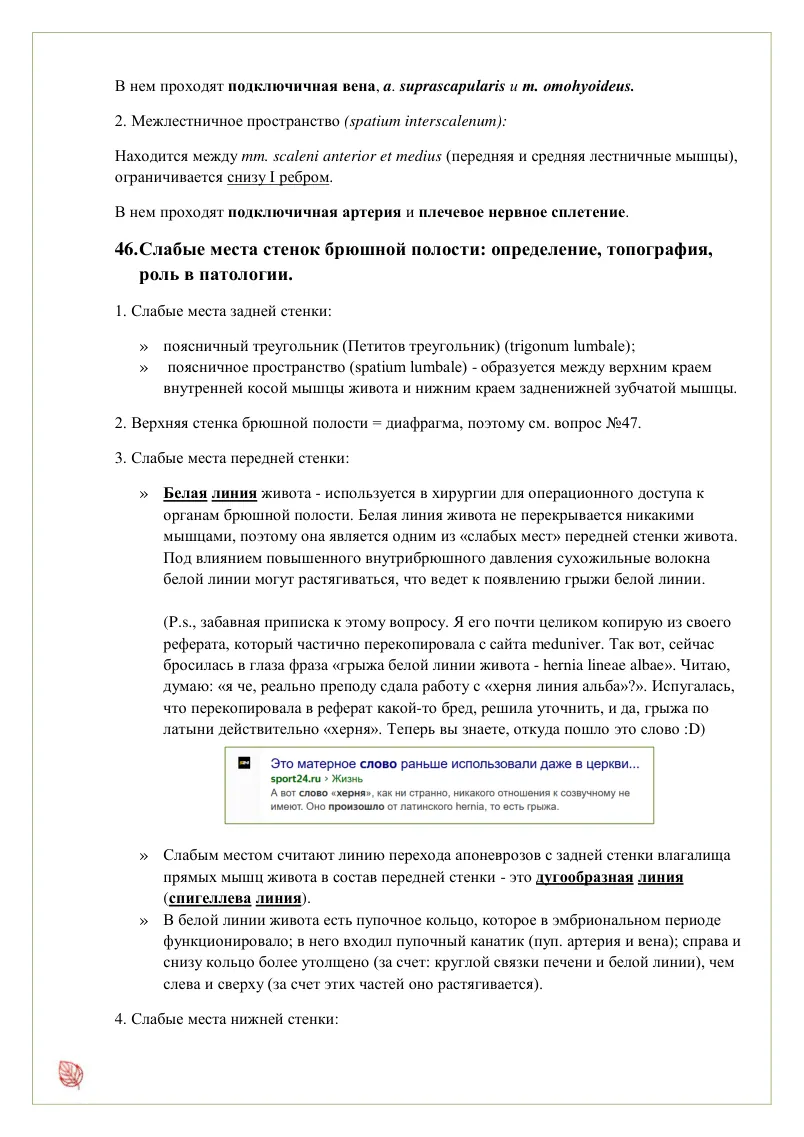 В нем проходят подключичная вена, a. suprascapularis и m. omohyoideus.
2. Межлестничное пространство (spatium interscalenum):
Находится между mm. scaleni anterior et medius (передняя и средняя лестничные мышцы),
ограничивается снизу I ребром.
В нем проходят подключичная артерия и плечевое нервное сплетение.
46.Слабые места стенок брюшной полости: определение, топография,
роль в патологии.
1. Слабые места задней стенки:
» поясничный треугольник (Петитов треугольник) (trigonum lumbale);
» поясничное пространство (spatium lumbale) - образуется между верхним краем
внутренней косой мышцы живота и нижним краем задненижней зубчатой мышцы.
2. Верхняя стенка брюшной полости = диафрагма, поэтому см. вопрос №47.
3. Слабые места передней стенки:
» Белая линия живота - используется в хирургии для операционного доступа к
органам брюшной полости. Белая линия живота не перекрывается никакими
мышцами, поэтому она является одним из «слабых мест» передней стенки живота.
Под влиянием повышенного внутрибрюшного давления сухожильные волокна
белой линии могут растягиваться, что ведет к появлению грыжи белой линии.
(P.s., забавная приписка к этому вопросу. Я его почти целиком копирую из своего
реферата, который частично перекопировала с сайта meduniver. Так вот, сейчас
бросилась в глаза фраза «грыжа белой линии живота - hernia lineae albae». Читаю,
думаю: «я че, реально преподу сдала работу с «херня линия альба»?». Испугалась,
что перекопировала в реферат какой-то бред, решила уточнить, и да, грыжа по
латыни действительно «херня». Теперь вы знаете, откуда пошло это слово :D)
Это матерное слово раньше использовали даже в церкви...
sport24.ru › Жизнь
А вот слово «херня», как ни странно, никакого отношения к созвучному не
имеют. Оно произошло от латинского hernia, то есть грыжа.
» Слабым местом считают линию перехода апоневрозов с задней стенки влагалища
прямых мышц живота в состав передней стенки - это дугообразная линия
(спигеллева линия).
» В белой линии живота есть пупочное кольцо, которое в эмбриональном периоде
функционировало; в него входил пупочный канатик (пуп. артерия и вена); справа и
снизу кольцо более утолщено (за счет: круглой связки печени и белой линии), чем
слева и сверху (за счет этих частей оно растягивается).
4. Слабые места нижней стенки: